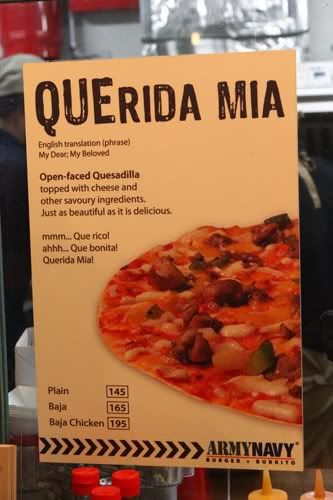 QUERIDA MIA
English translation (phrase)
My Dear; My Beloved
Open-faced Quesadilla
topped with cheese and
other savoury ingredients.
Just as beautiful as it is delicious.
mmm... Que rico!
ahhh... Que bonita!
Querida Mia!
Plain 145
Baja 165
Baja Chicken 195
ARMYNAVY
BURGER + BURRITO